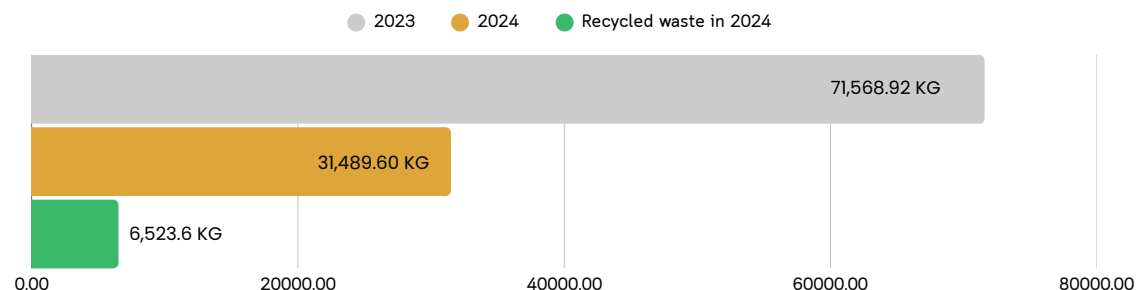 2023 2024 Recycled waste in 2024
71,568.92 KG
31,489.60 KG
6,523.6 KG
0.00 20000.00 40000.00 60000.00 80000.00